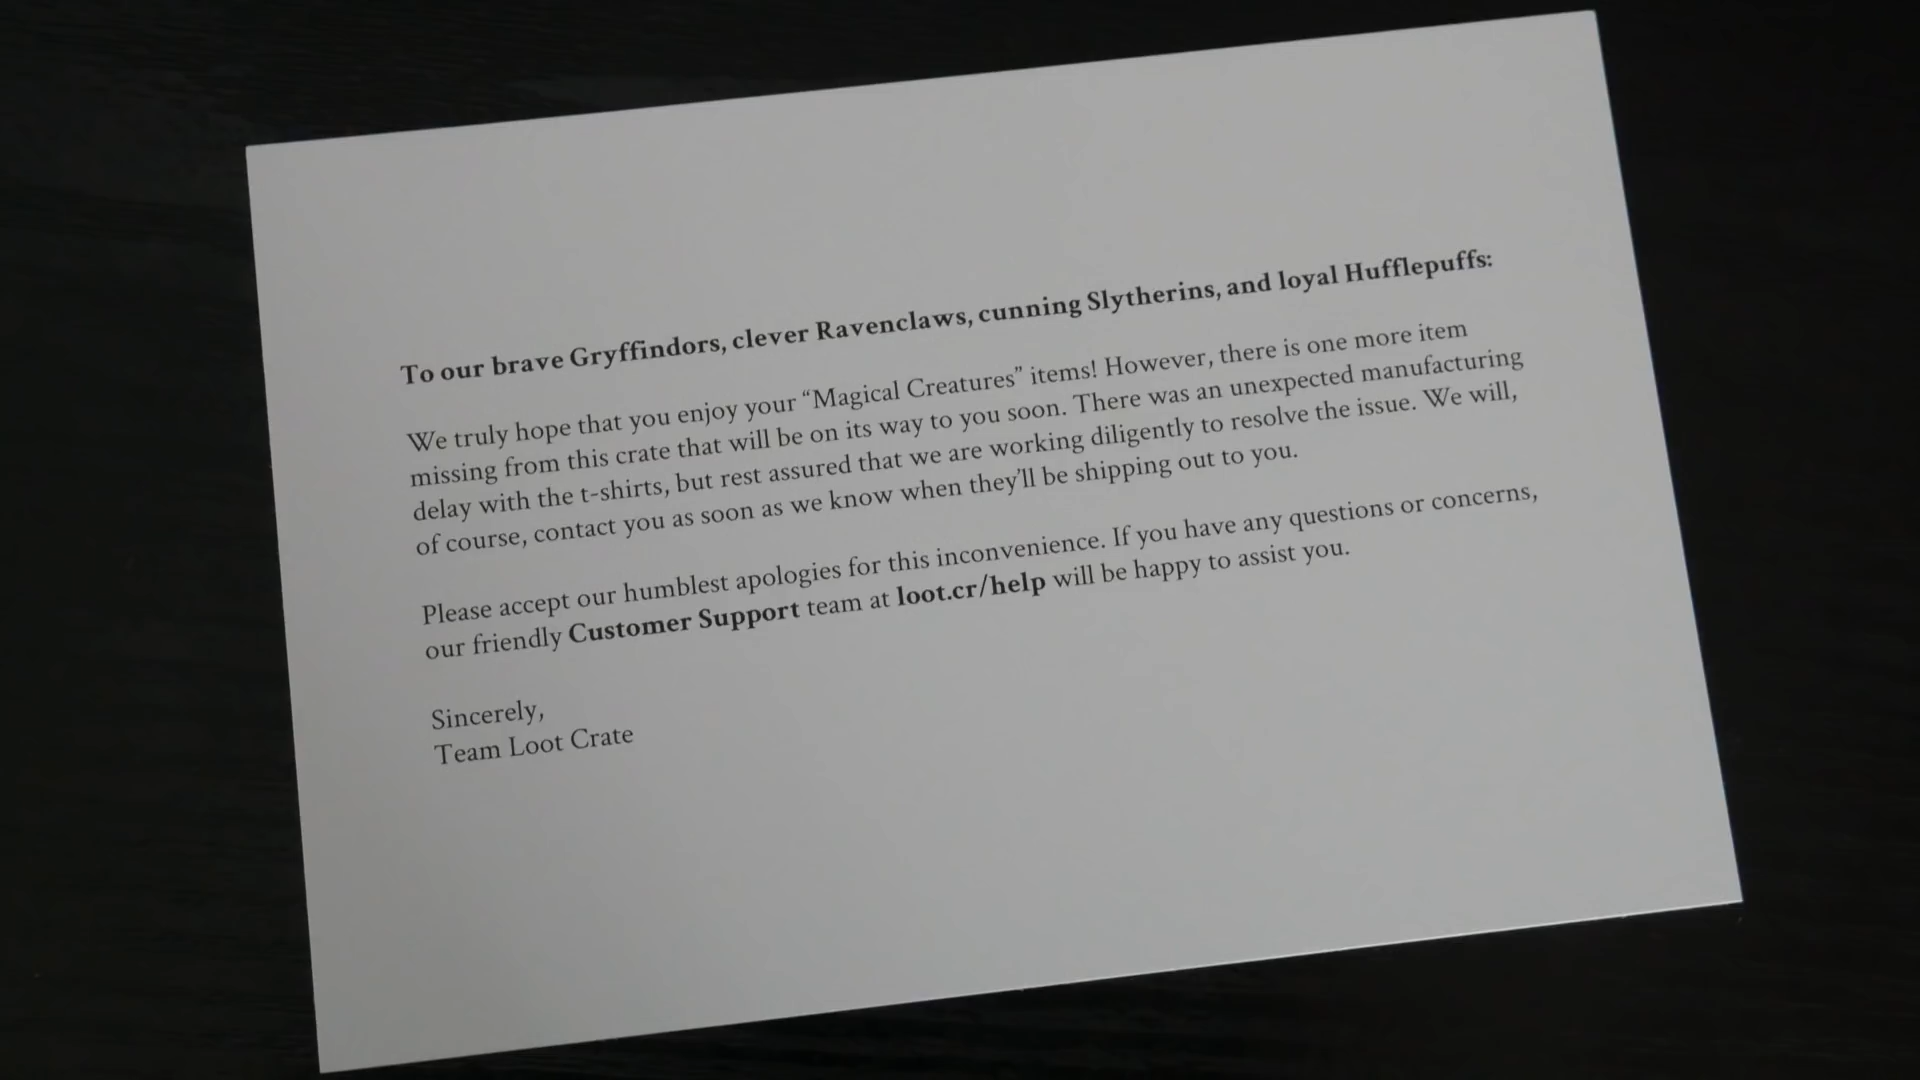 To our brave Gryffindors, clever Ravenclaws, cunning Slytherins, and loyal Hufflepuffs:
We truly hope that you enjoy your “Magical Creatures” items! However, there is one more item
missing from this crate that will be on its way to you soon. There was an unexpected manufacturing
delay with the t-shirts, but rest assured that we are working diligently to resolve the issue. We will,
of course, contact you as soon as we know when they’ll be shipping out to you.
Please accept our humblest apologies for this inconvenience. If you have any questions or concerns,
our friendly Customer Support team at loot.cr/help will be happy to assist you.
Sincerely,
Team Loot Crate